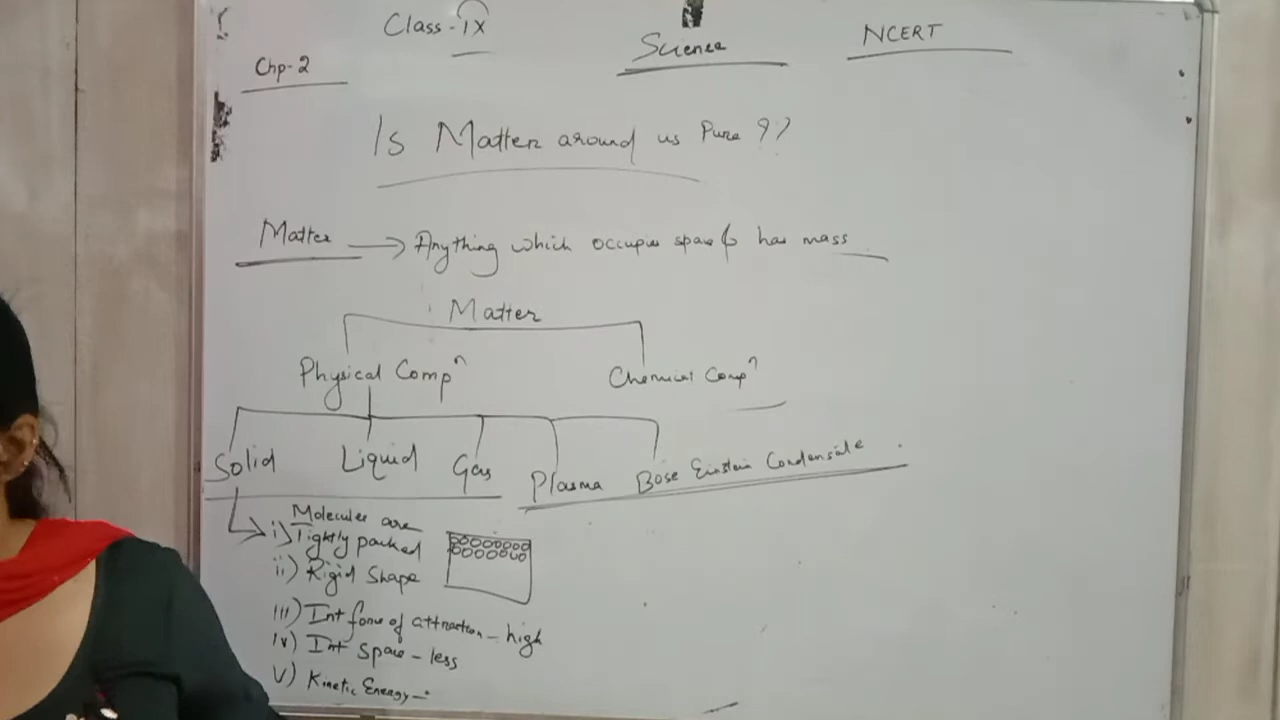 Class-IX
Science
NCERT
Chp-2
Is Matter around us Pure ??
Matter → Anything which occupies space & has mass
Matter
Physical Compⁿ
Chemical Compⁿ
Solid Liquid Gas Plasma Bose Einstein Condensate
Molecules are
i) Tightly packed
ii) Rigid Shape
iii) Int force of attraction - high
iv) Int space - less
v) Kinetic Energy -